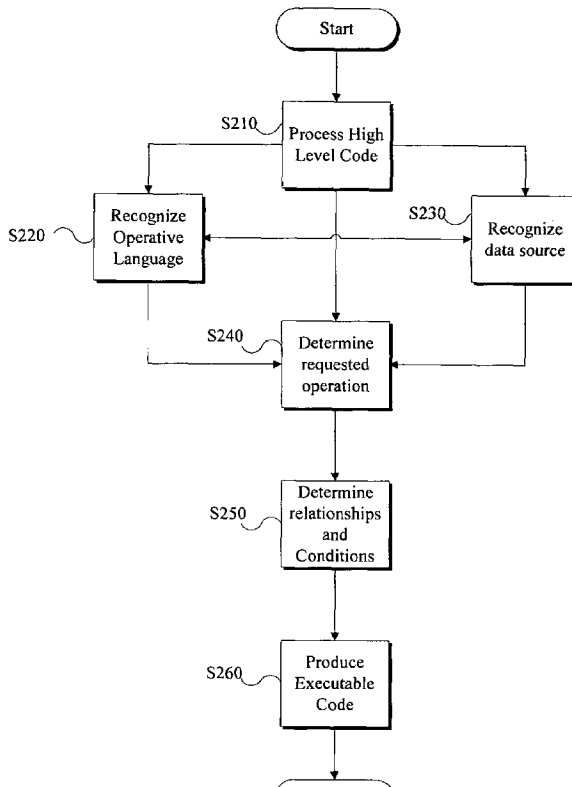 Start
S210
Process High
Level Code
S220
Recognize
Operative
Language
S230
Recognize
data source
S240
Determine
requested
operation
S250
Determine
relationships
and
Conditions
S260
Produce
Executable
Code